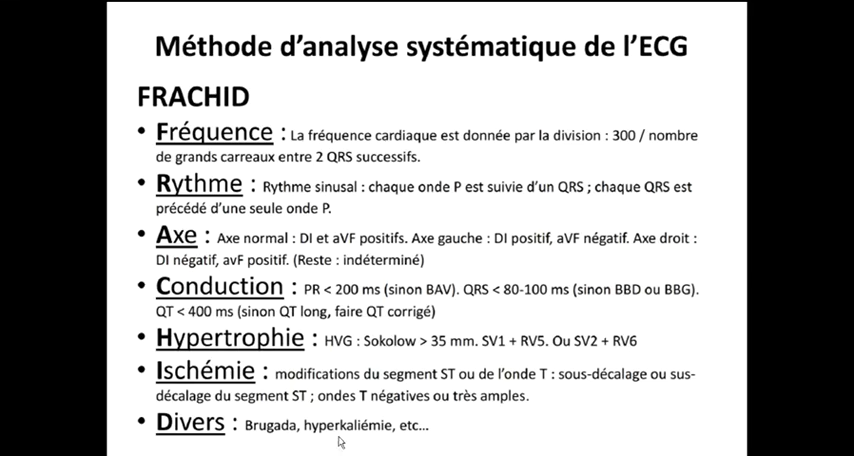 Méthode d’analyse systématique de l’ECG
FRACHID
• Fréquence : La fréquence cardiaque est donnée par la division : 300 / nombre
de grands carreaux entre 2 QRS successifs.
• Rythme : Rythme sinusal : chaque onde P est suivie d’un QRS ; chaque QRS est
précédé d’une seule onde P.
• Axe : Axe normal : DI et aVF positifs. Axe gauche : DI positif, aVF négatif. Axe droit :
DI négatif, avF positif. (Reste : indéterminé)
• Conduction : PR < 200 ms (sinon BAV). QRS < 80-100 ms (sinon BBD ou BBG).
QT < 400 ms (sinon QT long, faire QT corrigé)
• Hypertrophie : HVG : Sokolow > 35 mm. SV1 + RV5. Ou SV2 + RV6
• Ischémie : modifications du segment ST ou de l’onde T : sous-décalage ou sus-
décalage du segment ST ; ondes T négatives ou très amples.
• Divers : Brugada, hyperkaliémie, etc…